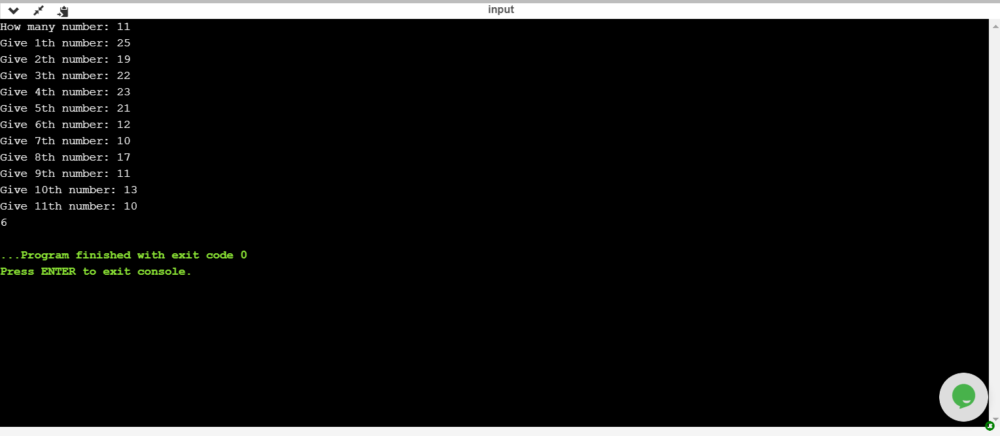 input
How many number: 11
Give 1th number: 25
Give 2th number: 19
Give 3th number: 22
Give 4th number: 23
Give 5th number: 21
Give 6th number: 12
Give 7th number: 10
Give 8th number: 17
Give 9th number: 11
Give 10th number: 13
Give 11th number: 10
6
...Program finished with exit code 0
Press ENTER to exit console.